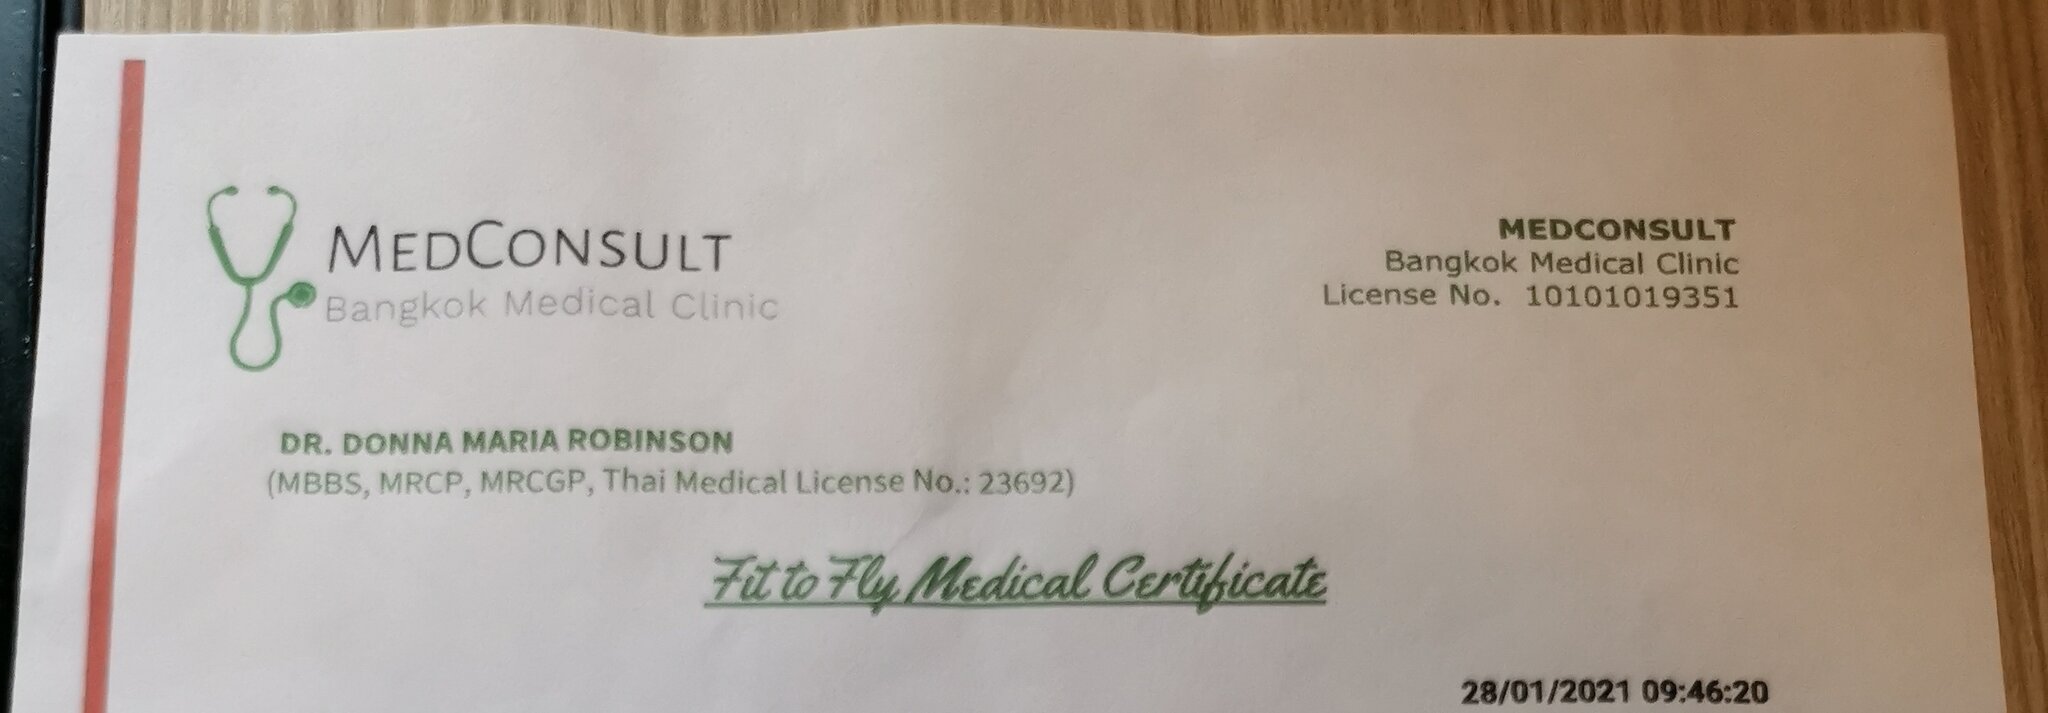 MEDCONSULT
Bangkok Medical Clinic
MEDCONSULT
Bangkok Medical Clinic
License No. 10101019351
DR. DONNA MARIA ROBINSON
(MBBS, MRCP, MRCGP, Thai Medical License No.: 23692)
Fit to Fly Medical Certificate
28/01/2021 09:46:20